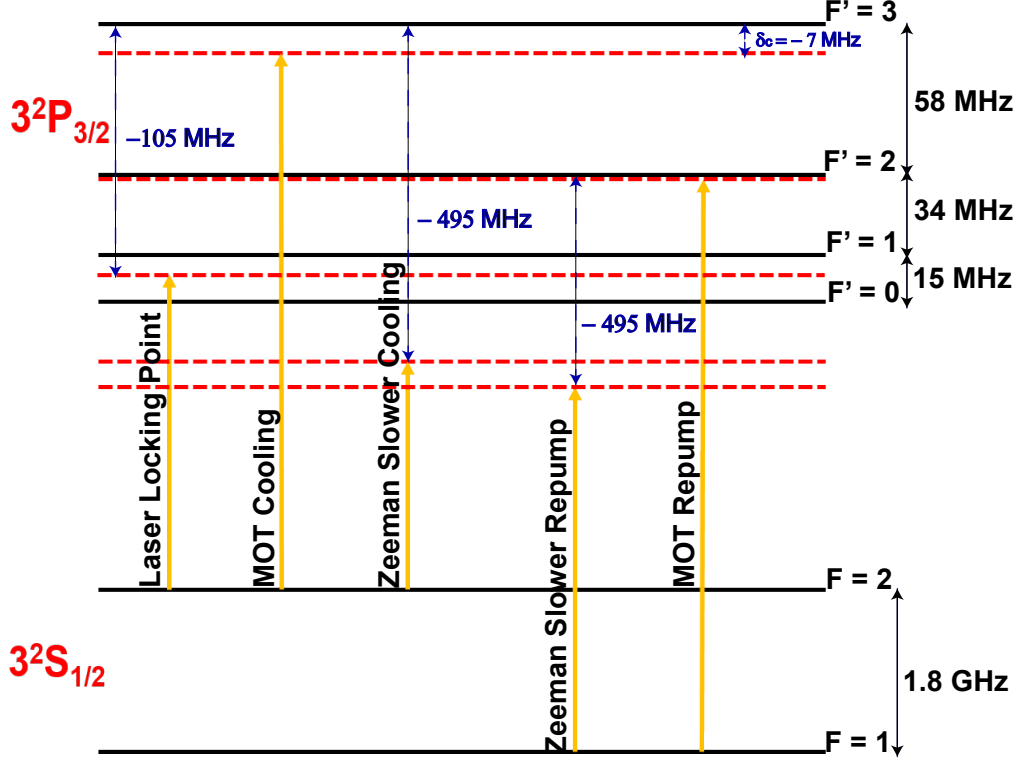 F’ = 3
δc = – 7 MHz
3²P3/2
58 MHz
–105 MHz
F’ = 2
– 495 MHz
34 MHz
F’ = 1
15 MHz
F’ = 0
– 495 MHz
Laser Locking Point
MOT Cooling
Zeeman Slower Cooling
Zeeman Slower Repump
MOT Repump
F = 2
3²S1/2
1.8 GHz
F = 1